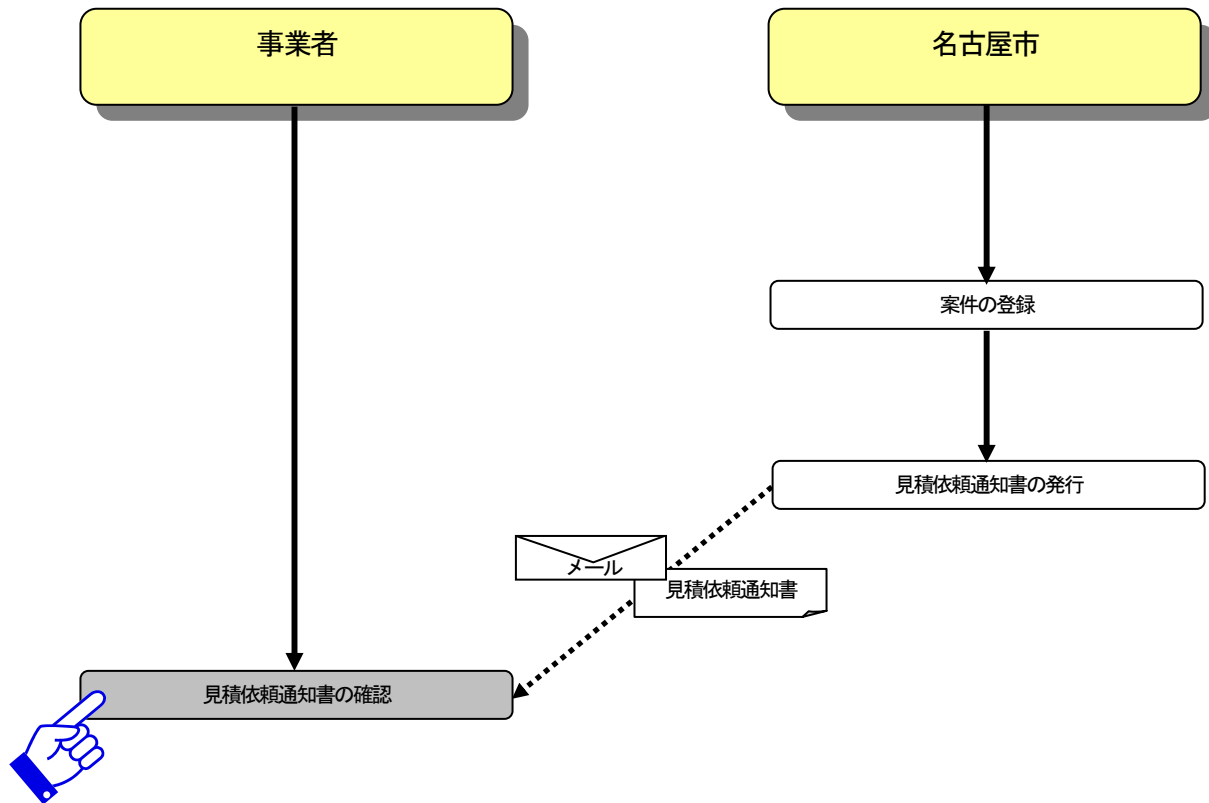 事業者
名古屋市
案件の登録
見積依頼通知書の発行
メール
見積依頼通知書
見積依頼通知書の確認